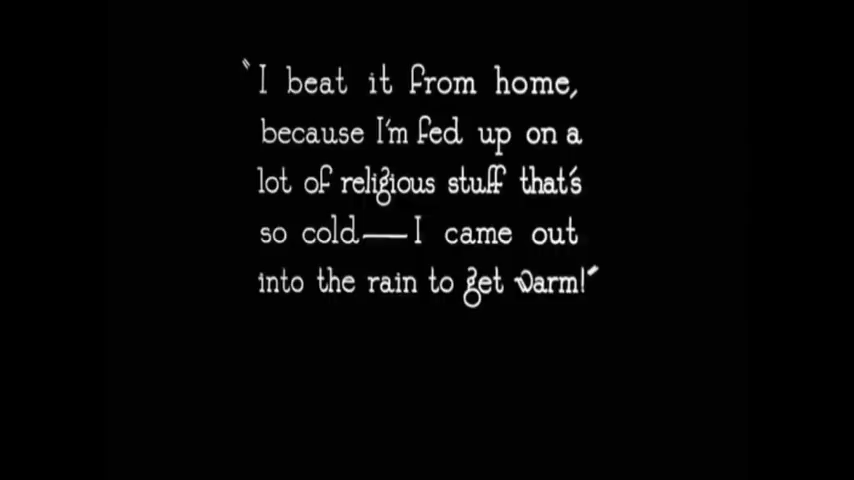 "I beat it from home,
because I'm fed up on a
lot of religious stuff that's
so cold—I came out
into the rain to get warm!"